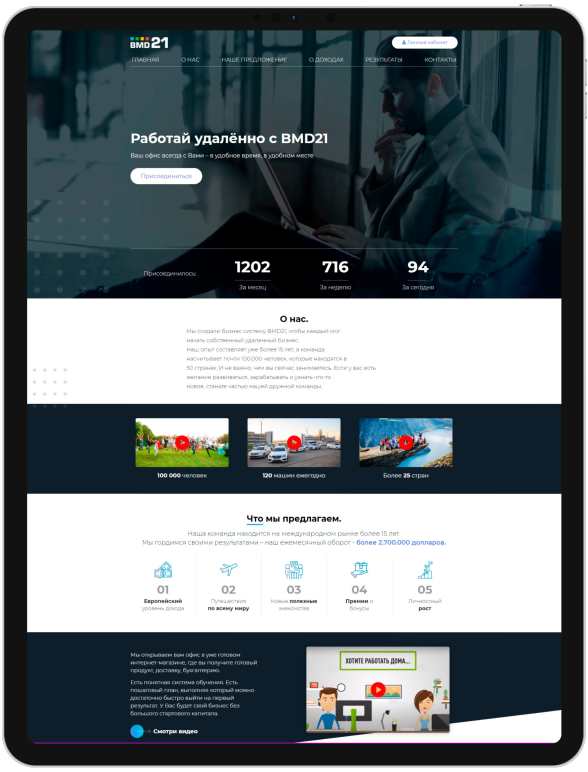 BMD 21
Личный кабинет
ГЛАВНАЯ О НАС НАШЕ ПРЕДЛОЖЕНИЕ О ДОХОДАХ РЕЗУЛЬТАТЫ КОНТАКТЫ
Работай удалённо с BMD21
Ваш офис всегда с Вами – в удобное время, в удобном месте
Присоединиться
Присоединилось:
1202 716 94
За месяц За неделю За сегодня
О нас.
Мы создали бизнес систему BMD21, чтобы каждый мог
начать собственный удаленный бизнес.
Наш опыт составляет уже более 15 лет, а команда
насчитывает почти 100.000 человек, которые находятся в
50 странах. И не важно, чем вы сейчас занимаетесь. Если у вас есть
желание развиваться, зарабатывать и узнать что-то
новое, станьте частью нашей дружной команды.
100 000 человек 120 машин ежегодно Более 25 стран
Что мы предлагаем.
Наша команда находится на международном рынке более 15 лет.
Мы гордимся своими результатами – наш ежемесячный оборот - более 2.700.000 долларов.
01 02 03 04 05
Европейский Путешествия Новые полезные Премии и Личностный
уровень дохода по всему миру знакомства бонусы рост
Мы открываем вам офис в уже готовом
интернет-магазине, где вы получите готовый
продукт, доставку, бухгалтерию.
Есть понятная система обучения. Есть
пошаговый план, выполняя который можно
достаточно быстро выйти на первый
результат. У Вас будет свой бизнес без
большого стартового капитала.
Смотри видео
ХОТИТЕ РАБОТАТЬ ДОМА...